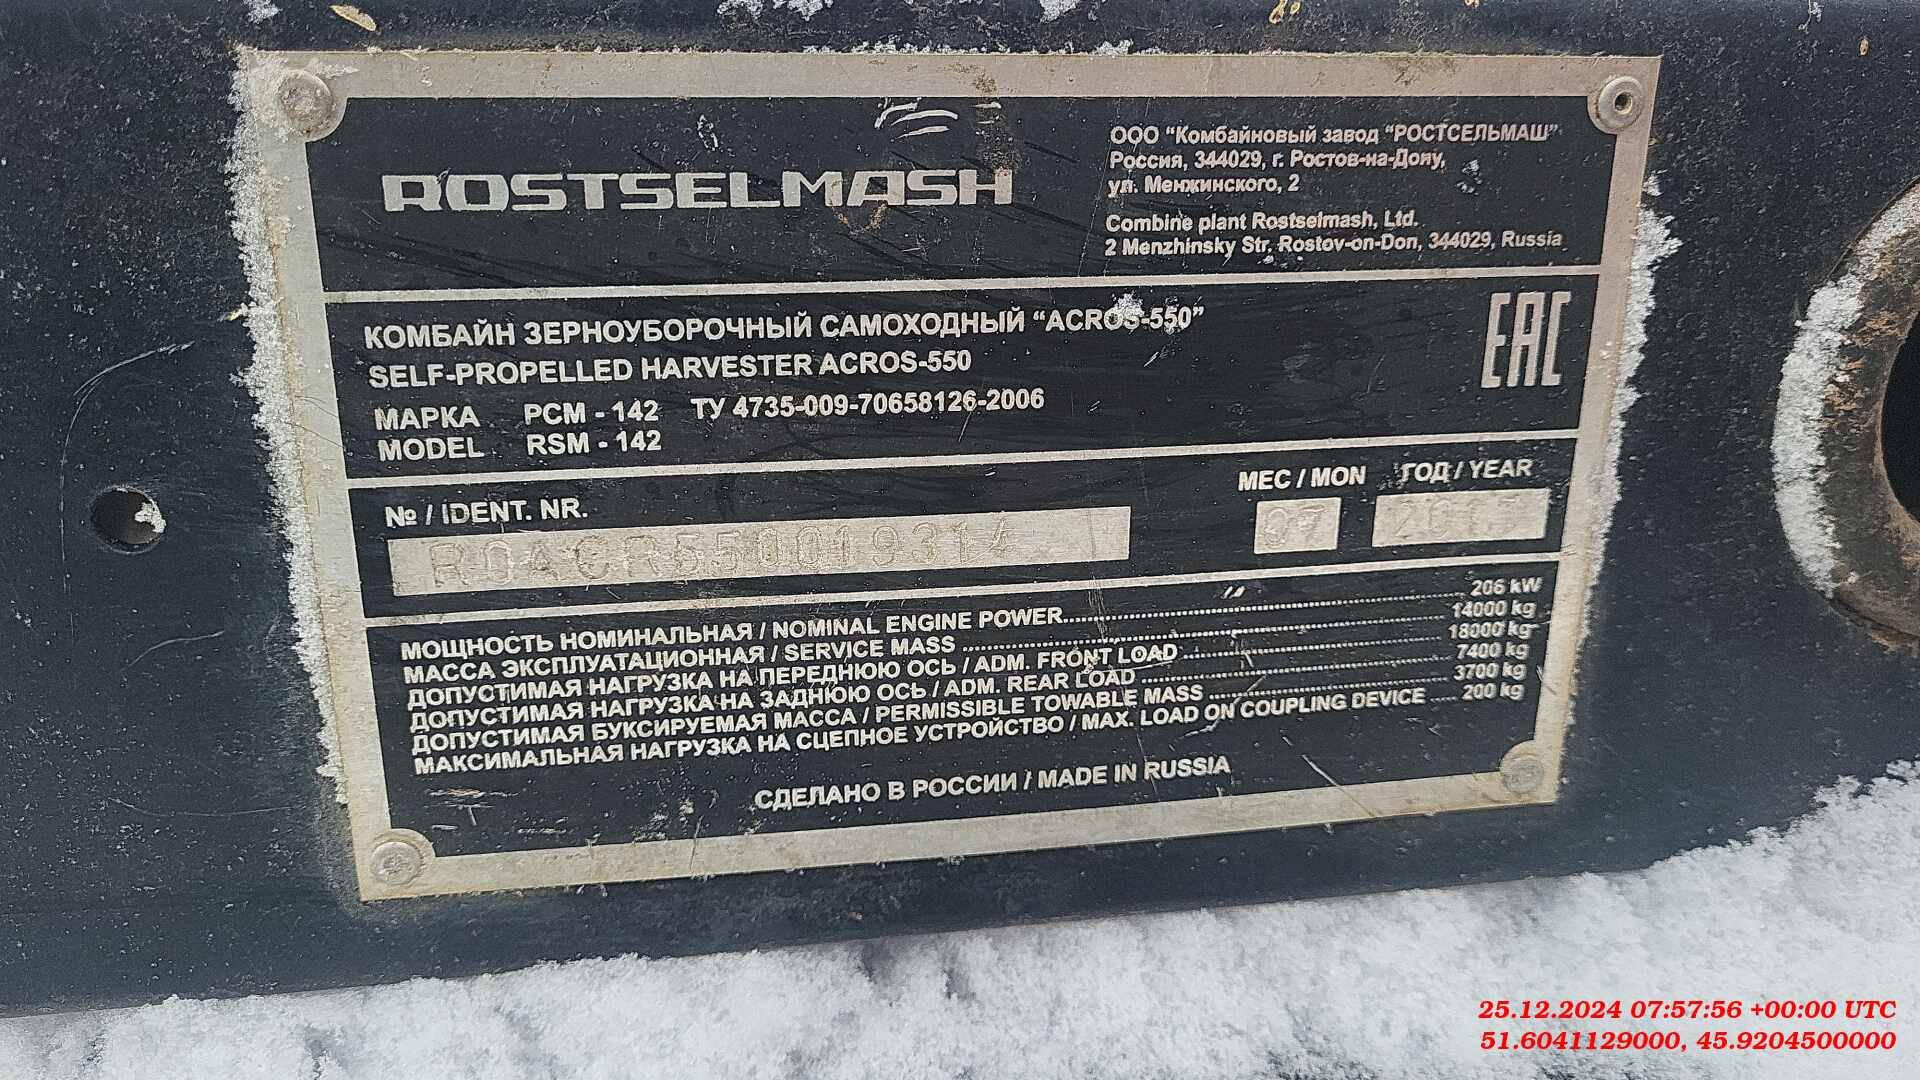 ROSTSELMASH
ООО “Комбайновый завод “РОСТСЕЛЬМАШ”
Россия, 344029, г. Ростов-на-Дону,
ул. Менжинского, 2
Combine plant Rostselmash, Ltd.
2 Menzhinsky Str, Rostov-on-Don, 344029, Russia
КОМБАЙН ЗЕРНОУБОРОЧНЫЙ САМОХОДНЫЙ “ACROS-550”
SELF-PROPELLED HARVESTER ACROS-550
EAC
МАРКА РСМ - 142 ТУ 4735-009-70658126-2006
MODEL RSM - 142
№ / IDENT. NR. МЕС / MON ГОД / YEAR
R0ACR550019314 07
МОЩНОСТЬ НОМИНАЛЬНАЯ / NOMINAL ENGINE POWER 206 kW
МАССА ЭКСПЛУАТАЦИОННАЯ / SERVICE MASS 14000 kg
ДОПУСТИМАЯ НАГРУЗКА НА ПЕРЕДНЮЮ ОСЬ / ADM. FRONT LOAD 18000 kg
ДОПУСТИМАЯ НАГРУЗКА НА ЗАДНЮЮ ОСЬ / ADM. REAR LOAD 7400 kg
ДОПУСТИМАЯ БУКСИРУЕМАЯ МАССА / PERMISSIBLE TOWABLE MASS 3700 kg
МАКСИМАЛЬНАЯ НАГРУЗКА НА СЦЕПНОЕ УСТРОЙСТВО / MAX. LOAD ON COUPLING DEVICE 200 kg
СДЕЛАНО В РОССИИ / MADE IN RUSSIA
25.12.2024 07:57:56 +00:00 UTC
51.6041129000, 45.9204500000